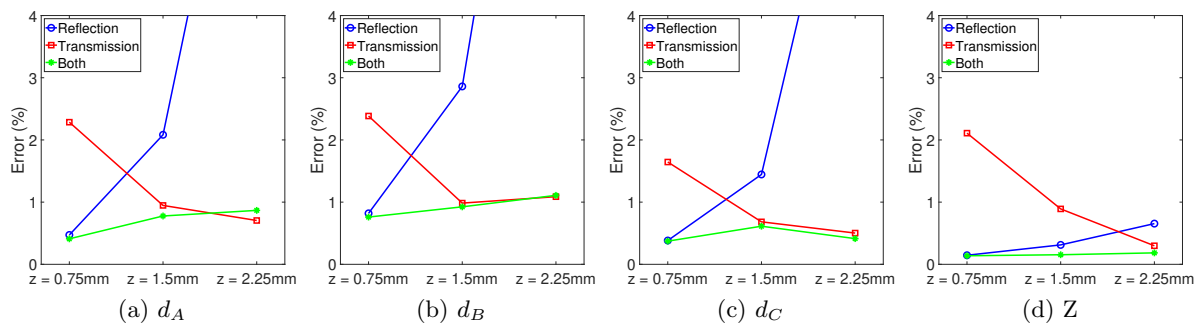 4
3
2
1
0
Error (%)
Reflection
Transmission
Both
z = 0.75mm z = 1.5mm z = 2.25mm
(a) d_A
4
3
2
1
0
Error (%)
Reflection
Transmission
Both
z = 0.75mm z = 1.5mm z = 2.25mm
(b) d_B
4
3
2
1
0
Error (%)
Reflection
Transmission
Both
z = 0.75mm z = 1.5mm z = 2.25mm
(c) d_C
4
3
2
1
0
Error (%)
Reflection
Transmission
Both
z = 0.75mm z = 1.5mm z = 2.25mm
(d) Z